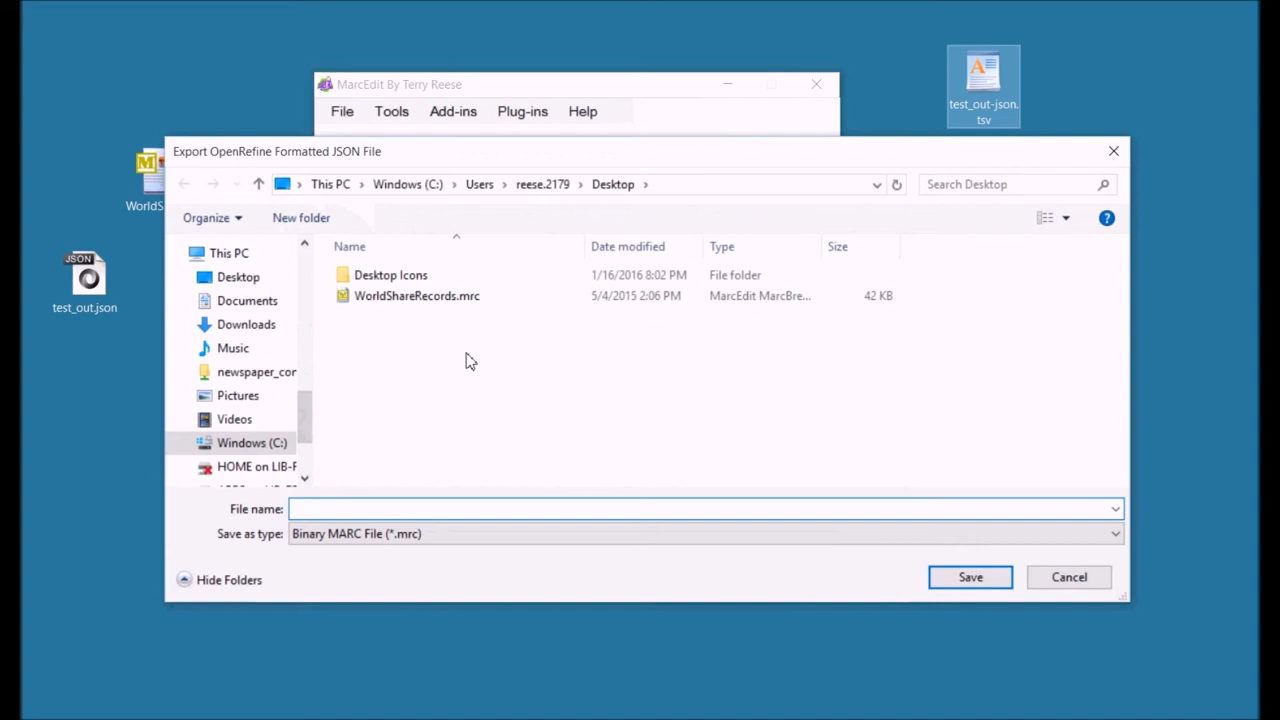 test_out-json.
tsv
MarcEdit By Terry Reese
File Tools Add-ins Plug-ins Help
Export OpenRefine Formatted JSON File
This PC Windows (C:) Users reese.2179 Desktop
Search Desktop
Organize New folder
Name Date modified Type Size
Desktop Icons 1/16/2016 8:02 PM File folder
WorldShareRecords.mrc 5/4/2015 2:06 PM MarcEdit MarcBre... 42 KB
This PC
Desktop
Documents
Downloads
Music
newspaper_cor
Pictures
Videos
Windows (C:)
HOME on LIB-F
M
WorldS
JSON
test_out.json
File name:
Save as type: Binary MARC File (*.mrc)
Hide Folders
Save Cancel